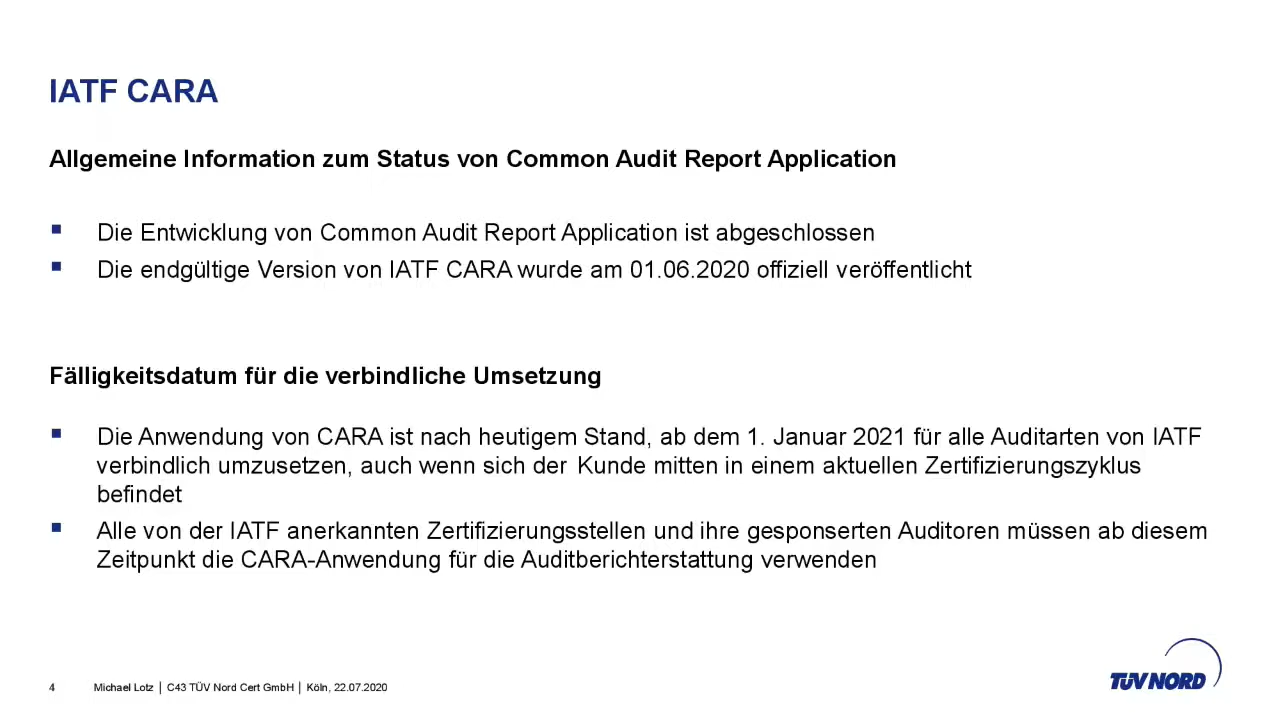 IATF CARA
Allgemeine Information zum Status von Common Audit Report Application
▪ Die Entwicklung von Common Audit Report Application ist abgeschlossen
▪ Die endgültige Version von IATF CARA wurde am 01.06.2020 offiziell veröffentlicht
Fälligkeitsdatum für die verbindliche Umsetzung
▪ Die Anwendung von CARA ist nach heutigem Stand, ab dem 1. Januar 2021 für alle Auditarten von IATF
verbindlich umzusetzen, auch wenn sich der Kunde mitten in einem aktuellen Zertifizierungszyklus
befindet
▪ Alle von der IATF anerkannten Zertifizierungsstellen und ihre gesponserten Auditoren müssen ab diesem
Zeitpunkt die CARA-Anwendung für die Auditberichterstattung verwenden
4 Michael Lotz │ C43 TÜV Nord Cert GmbH │ Köln, 22.07.2020
TÜV NORD